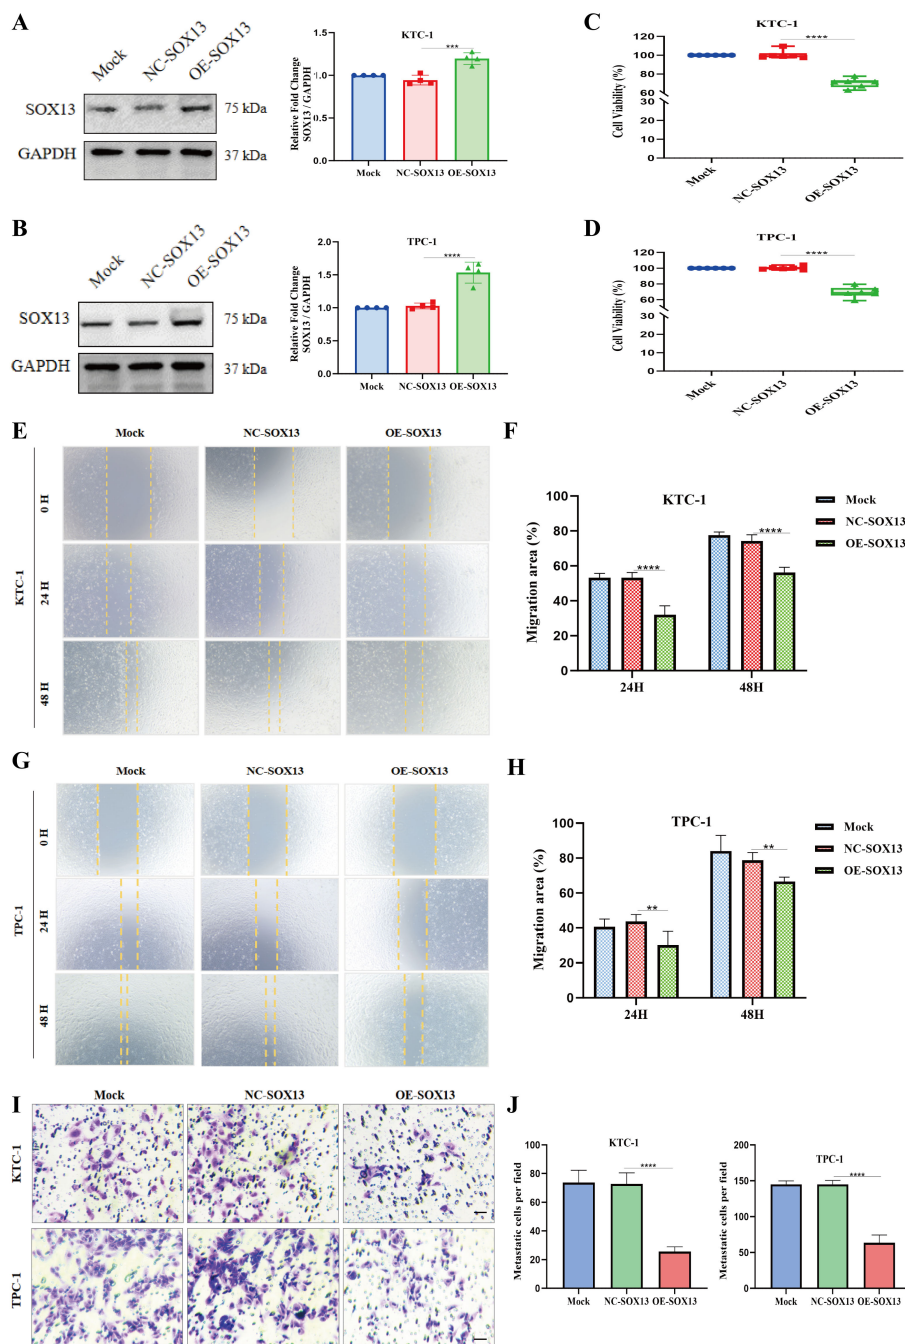 A
Mock
NC-SOX13
OE-SOX13
SOX13
75 kDa
GAPDH
37 kDa
KTC-1
***
Relative Fold Change
SOX13 / GAPDH
1.5
1.0
0.5
0.0
Mock
NC-SOX13
OE-SOX13
C
KTC-1
****
Cell Viability (%)
120
100
80
60
30
20
10
0
Mock
NC-SOX13
OE-SOX13
B
Mock
NC-SOX13
OE-SOX13
SOX13
75 kDa
GAPDH
37 kDa
TPC-1
****
Relative Fold Change
SOX13 / GAPDH
2.0
1.5
1.0
0.5
0.0
Mock
NC-SOX13
OE-SOX13
D
TPC-1
****
Cell Viability (%)
120
100
80
60
30
20
10
0
Mock
NC-SOX13
OE-SOX13
E
Mock
NC-SOX13
OE-SOX13
KTC-1
0 H
24 H
48 H
F
KTC-1
Migration area (%)
100
80
60
40
20
0
****
****
24H
48H
Mock
NC-SOX13
OE-SOX13
G
Mock
NC-SOX13
OE-SOX13
TPC-1
0 H
24 H
48 H
H
TPC-1
Migration area (%)
100
80
60
40
20
0
**
**
24H
48H
Mock
NC-SOX13
OE-SOX13
I
Mock
NC-SOX13
OE-SOX13
KTC-1
TPC-1
J
KTC-1
****
Metastatic cells per field
100
80
60
40
20
0
Mock
NC-SOX13
OE-SOX13
TPC-1
****
Metastatic cells per field
200
150
100
50
0
Mock
NC-SOX13
OE-SOX13